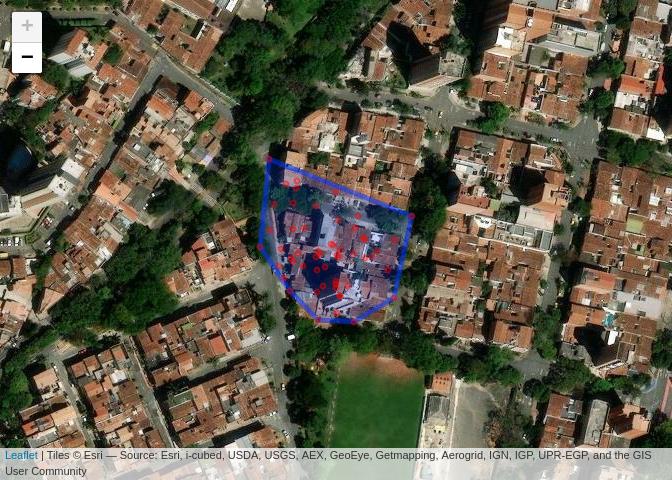 +
−
Leaflet | Tiles © Esri — Source: Esri, i-cubed, USDA, USGS, AEX, GeoEye, Getmapping, Aerogrid, IGN, IGP, UPR-EGP, and the GIS
User Community